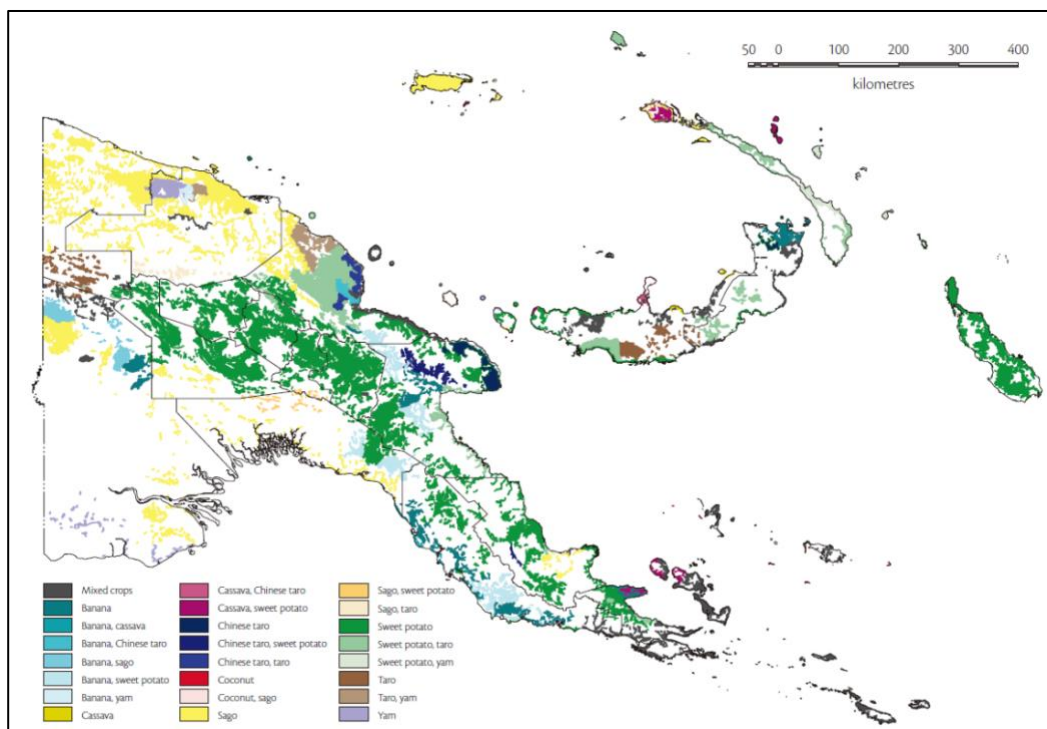 50 0 100 200 300 400
kilometres
Mixed crops
Banana
Banana, cassava
Banana, Chinese taro
Banana, sago
Banana, sweet potato
Banana, yam
Cassava
Cassava, Chinese taro
Cassava, sweet potato
Chinese taro
Chinese taro, sweet potato
Chinese taro, taro
Coconut
Coconut, sago
Sago
Sago, sweet potato
Sago, taro
Sweet potato
Sweet potato, taro
Sweet potato, yam
Taro
Taro, yam
Yam